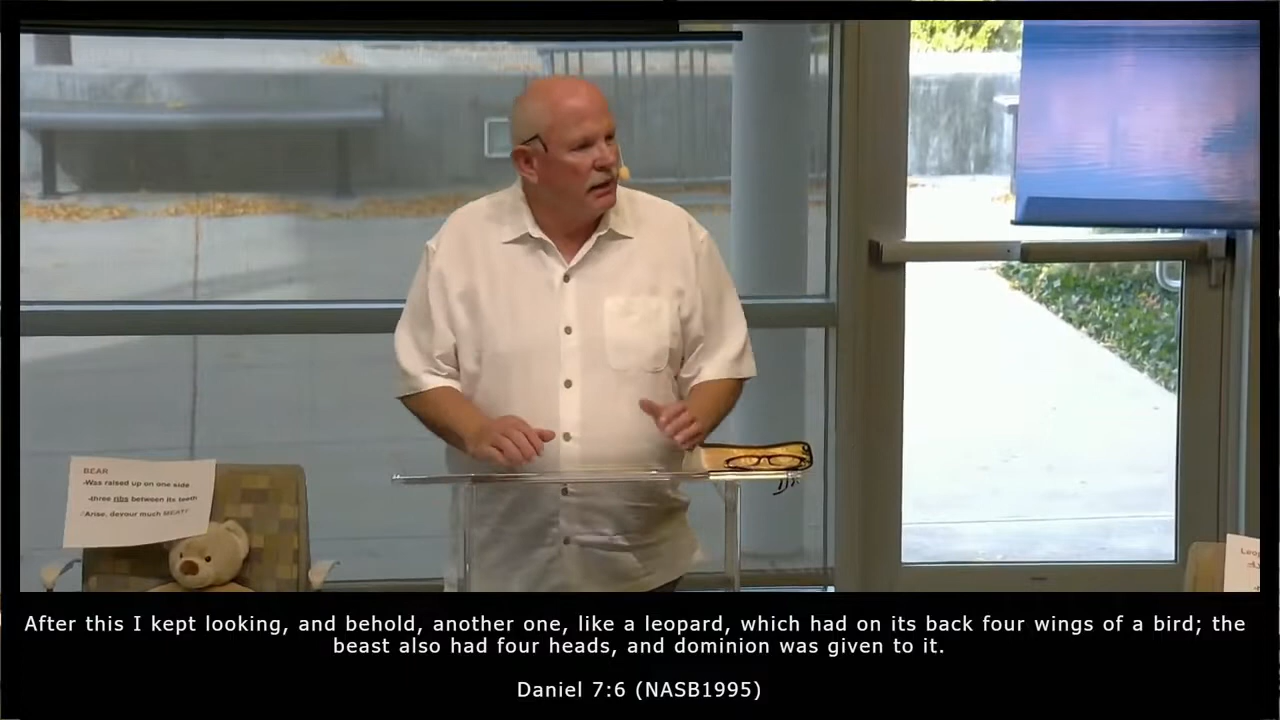 BEAR
-Was raised up on one side
-three ribs between its teeth
-"Arise, devour much MEAT!"
After this I kept looking, and behold, another one, like a leopard, which had on its back four wings of a bird; the
beast also had four heads, and dominion was given to it.
Daniel 7:6 (NASB1995)